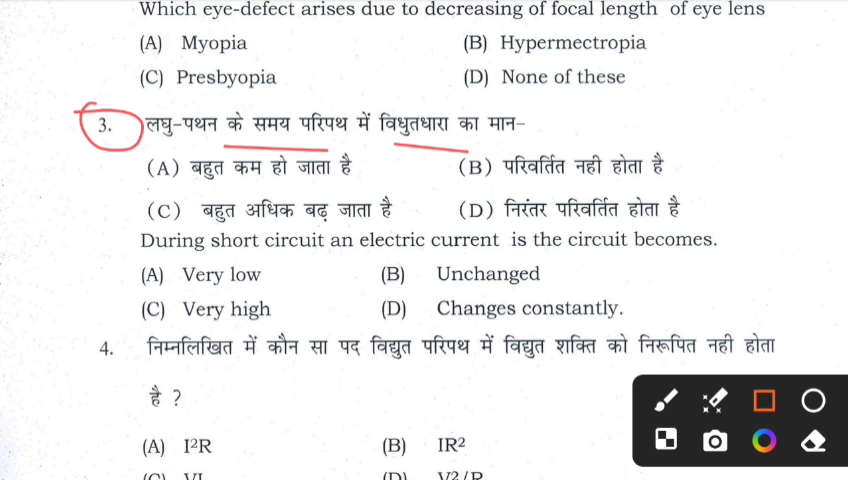 Which eye-defect arises due to decreasing of focal length of eye lens
(A) Myopia (B) Hypermectropia
(C) Presbyopia (D) None of these
3. लघु-पथन के समय परिपथ में विधुतधारा का मान-
(A) बहुत कम हो जाता है (B) परिवर्तित नही होता है
(C) बहुत अधिक बढ़ जाता है (D) निरंतर परिवर्तित होता है
During short circuit an electric current is the circuit becomes.
(A) Very low (B) Unchanged
(C) Very high (D) Changes constantly.
4. निम्नलिखित में कौन सा पद विद्युत परिपथ में विद्युत शक्ति को निरूपित नही होता
है ?
(A) I²R (B) IR²
(C) VI (D) V²/R